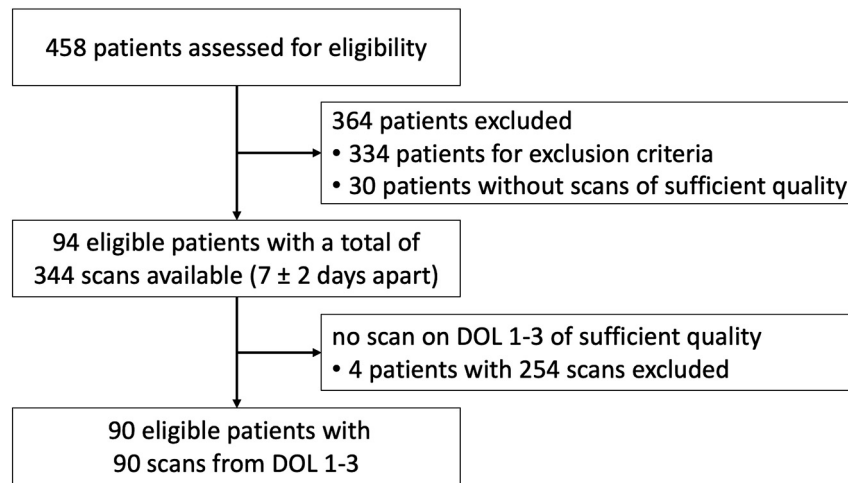 458 patients assessed for eligibility
364 patients excluded
• 334 patients for exclusion criteria
• 30 patients without scans of sufficient quality
94 eligible patients with a total of
344 scans available (7 ± 2 days apart)
no scan on DOL 1-3 of sufficient quality
• 4 patients with 254 scans excluded
90 eligible patients with
90 scans from DOL 1-3